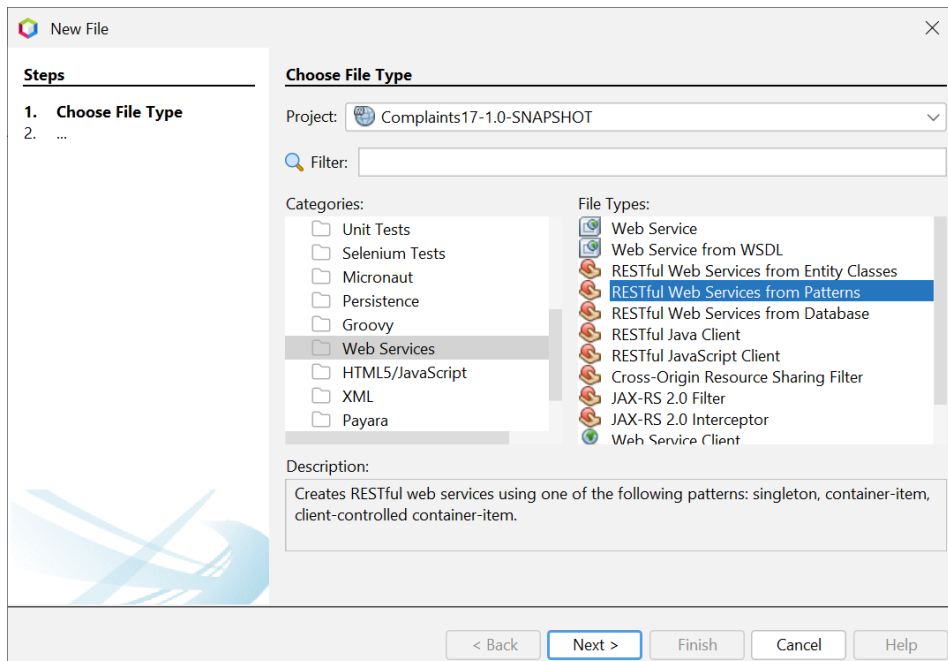 New File
Steps
1. Choose File Type
2. ...
Choose File Type
Project: Complaints17-1.0-SNAPSHOT
Filter:
Categories:
Unit Tests
Selenium Tests
Micronaut
Persistence
Groovy
Web Services
HTML5/JavaScript
XML
Payara
File Types:
Web Service
Web Service from WSDL
RESTful Web Services from Entity Classes
RESTful Web Services from Patterns
RESTful Web Services from Database
RESTful Java Client
RESTful JavaScript Client
Cross-Origin Resource Sharing Filter
JAX-RS 2.0 Filter
JAX-RS 2.0 Interceptor
Web Service Client
Description:
Creates RESTful web services using one of the following patterns: singleton, container-item,
client-controlled container-item.
< Back
Next >
Finish
Cancel
Help